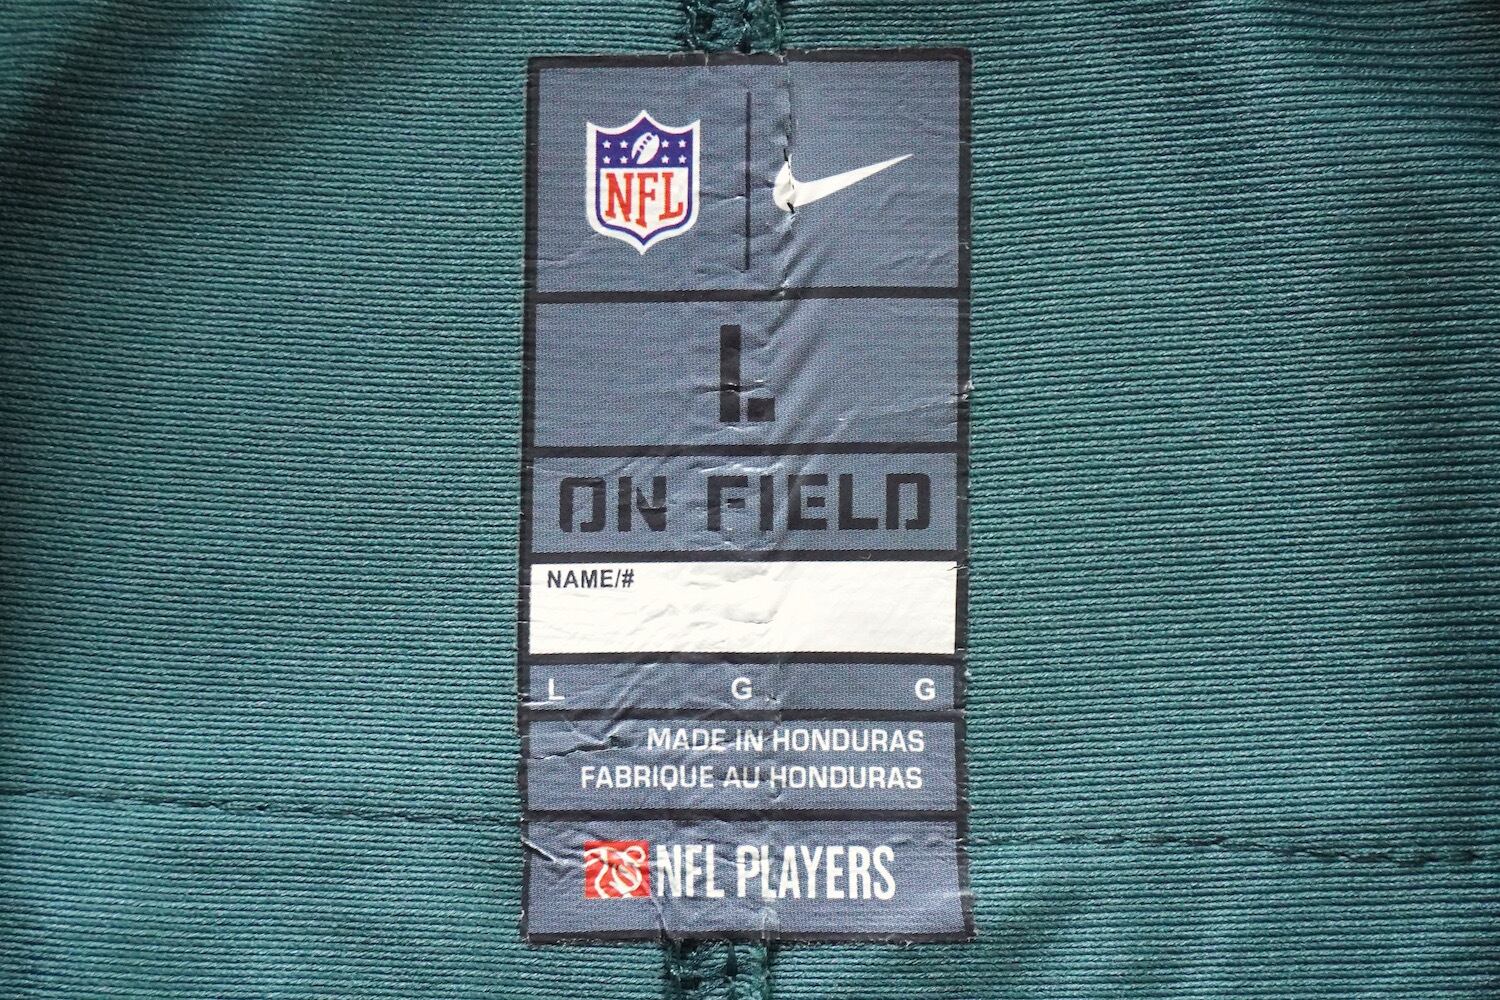 NFL
L
ON FIELD
NAME/#
L G G
MADE IN HONDURAS
FABRIQUE AU HONDURAS
NFL PLAYERS